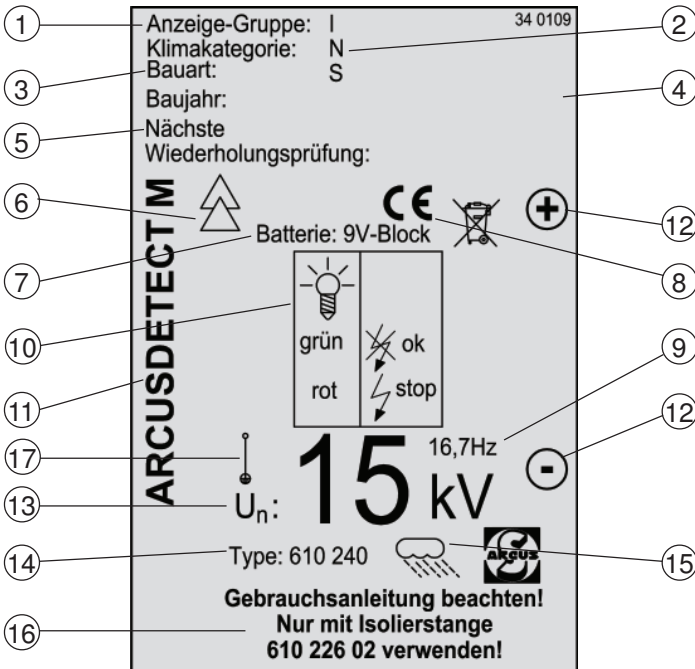 1 Anzeige-Gruppe: I 34 0109 2
Klimakategorie: N
3 Bauart: S 4
Baujahr:
5 Nächste
Wiederholungsprüfung:
6 CE + 12
7 Batterie: 9V-Block 8
10 grün ok 9
rot stop
11 ARCUSDETECT M
16,7Hz 12
17 15 kV -
13 Un:
14 Type: 610 240 ARCUS 15
Gebrauchsanleitung beachten!
16 Nur mit Isolierstange
610 226 02 verwenden!